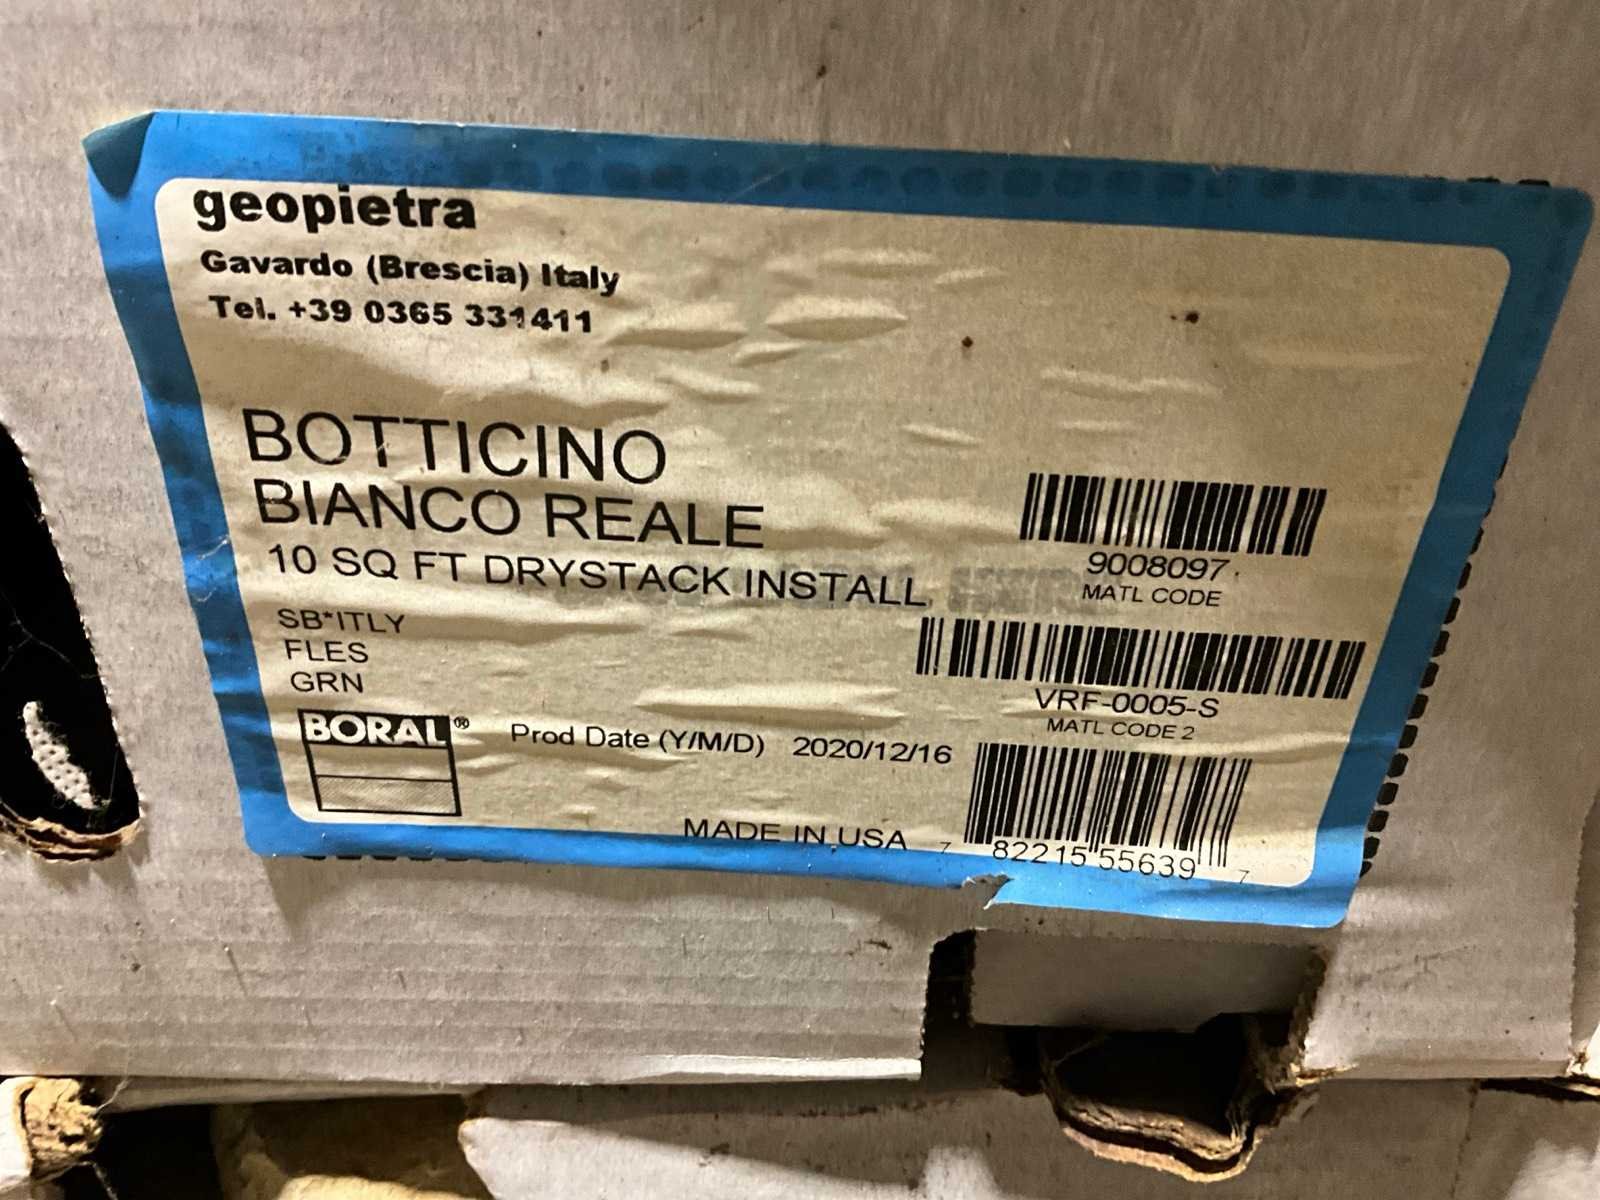 geopietra
Gavardo (Brescia) Italy
Tel. +39 0365 331411
BOTTICINO
BIANCO REALE
10 SQ FT DRYSTACK INSTALL
SB*ITLY
FLES
GRN
BORAL®
Prod Date (Y/M/D) 2020/12/16
MADE IN USA
9008097
MATL CODE
VRF-0005-S
MATL CODE 2
7 82215 55639 7